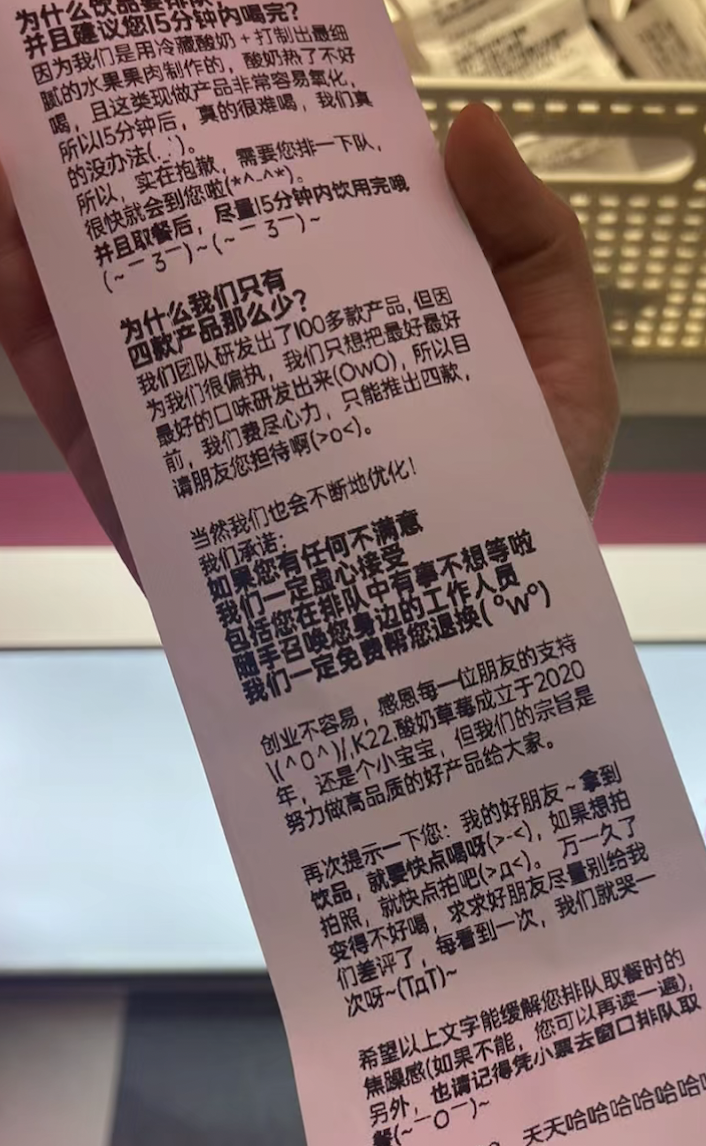 为什么饮品要排队
并且建议您15分钟内喝完？
因为我们是用冷藏酸奶+打制出最细
腻的水果果肉制作的，酸奶热了不好
喝，且这类现做产品非常容易氧化，
所以15分钟后，真的很难喝，我们真
的没办法(.˙.)。
所以，实在抱歉，需要您排一下队，
很快就会到您啦(*^-^*)。
并且取餐后，尽量15分钟内饮用完哦
(~￣3￣)~(~￣3￣)~
为什么我们只有
四款产品那么少？
我们团队研发出了100多款产品,但因
为我们很偏执，我们只想把最好最好
最好的口味研发出来(OwO)，所以目
前，我们费尽心力，只能推出四款，
请朋友您担待啊(>o<)。
当然我们也会不断地优化！
我们承诺：
如果您有任何不满意
我们一定虚心接受
包括您在排队中有事不想等啦
随手召唤您身边的工作人员
我们一定免费帮您退换(°w°)
创业不容易，感恩每一位朋友的支持
\(^O^)/,K22.酸奶草莓成立于2020
年，还是个小宝宝，但我们的宗旨是
努力做高品质的好产品给大家。
再次提示一下您：我的好朋友~拿到
饮品，就要快点喝呀(>-<)，如果想拍
拍照，就快点拍吧(>д<)。万一久了
变得不好喝，求求好朋友尽量别给我
们差评了，每看到一次，我们就哭一
次呀~(TдT)~
希望以上文字能缓解您排队取餐时的
焦躁感(如果不能，您可以再读一遍)，
另外，也请记得凭小票去窗口排队取
餐(~￣O￣)~
天天哈哈哈哈哈哈哈